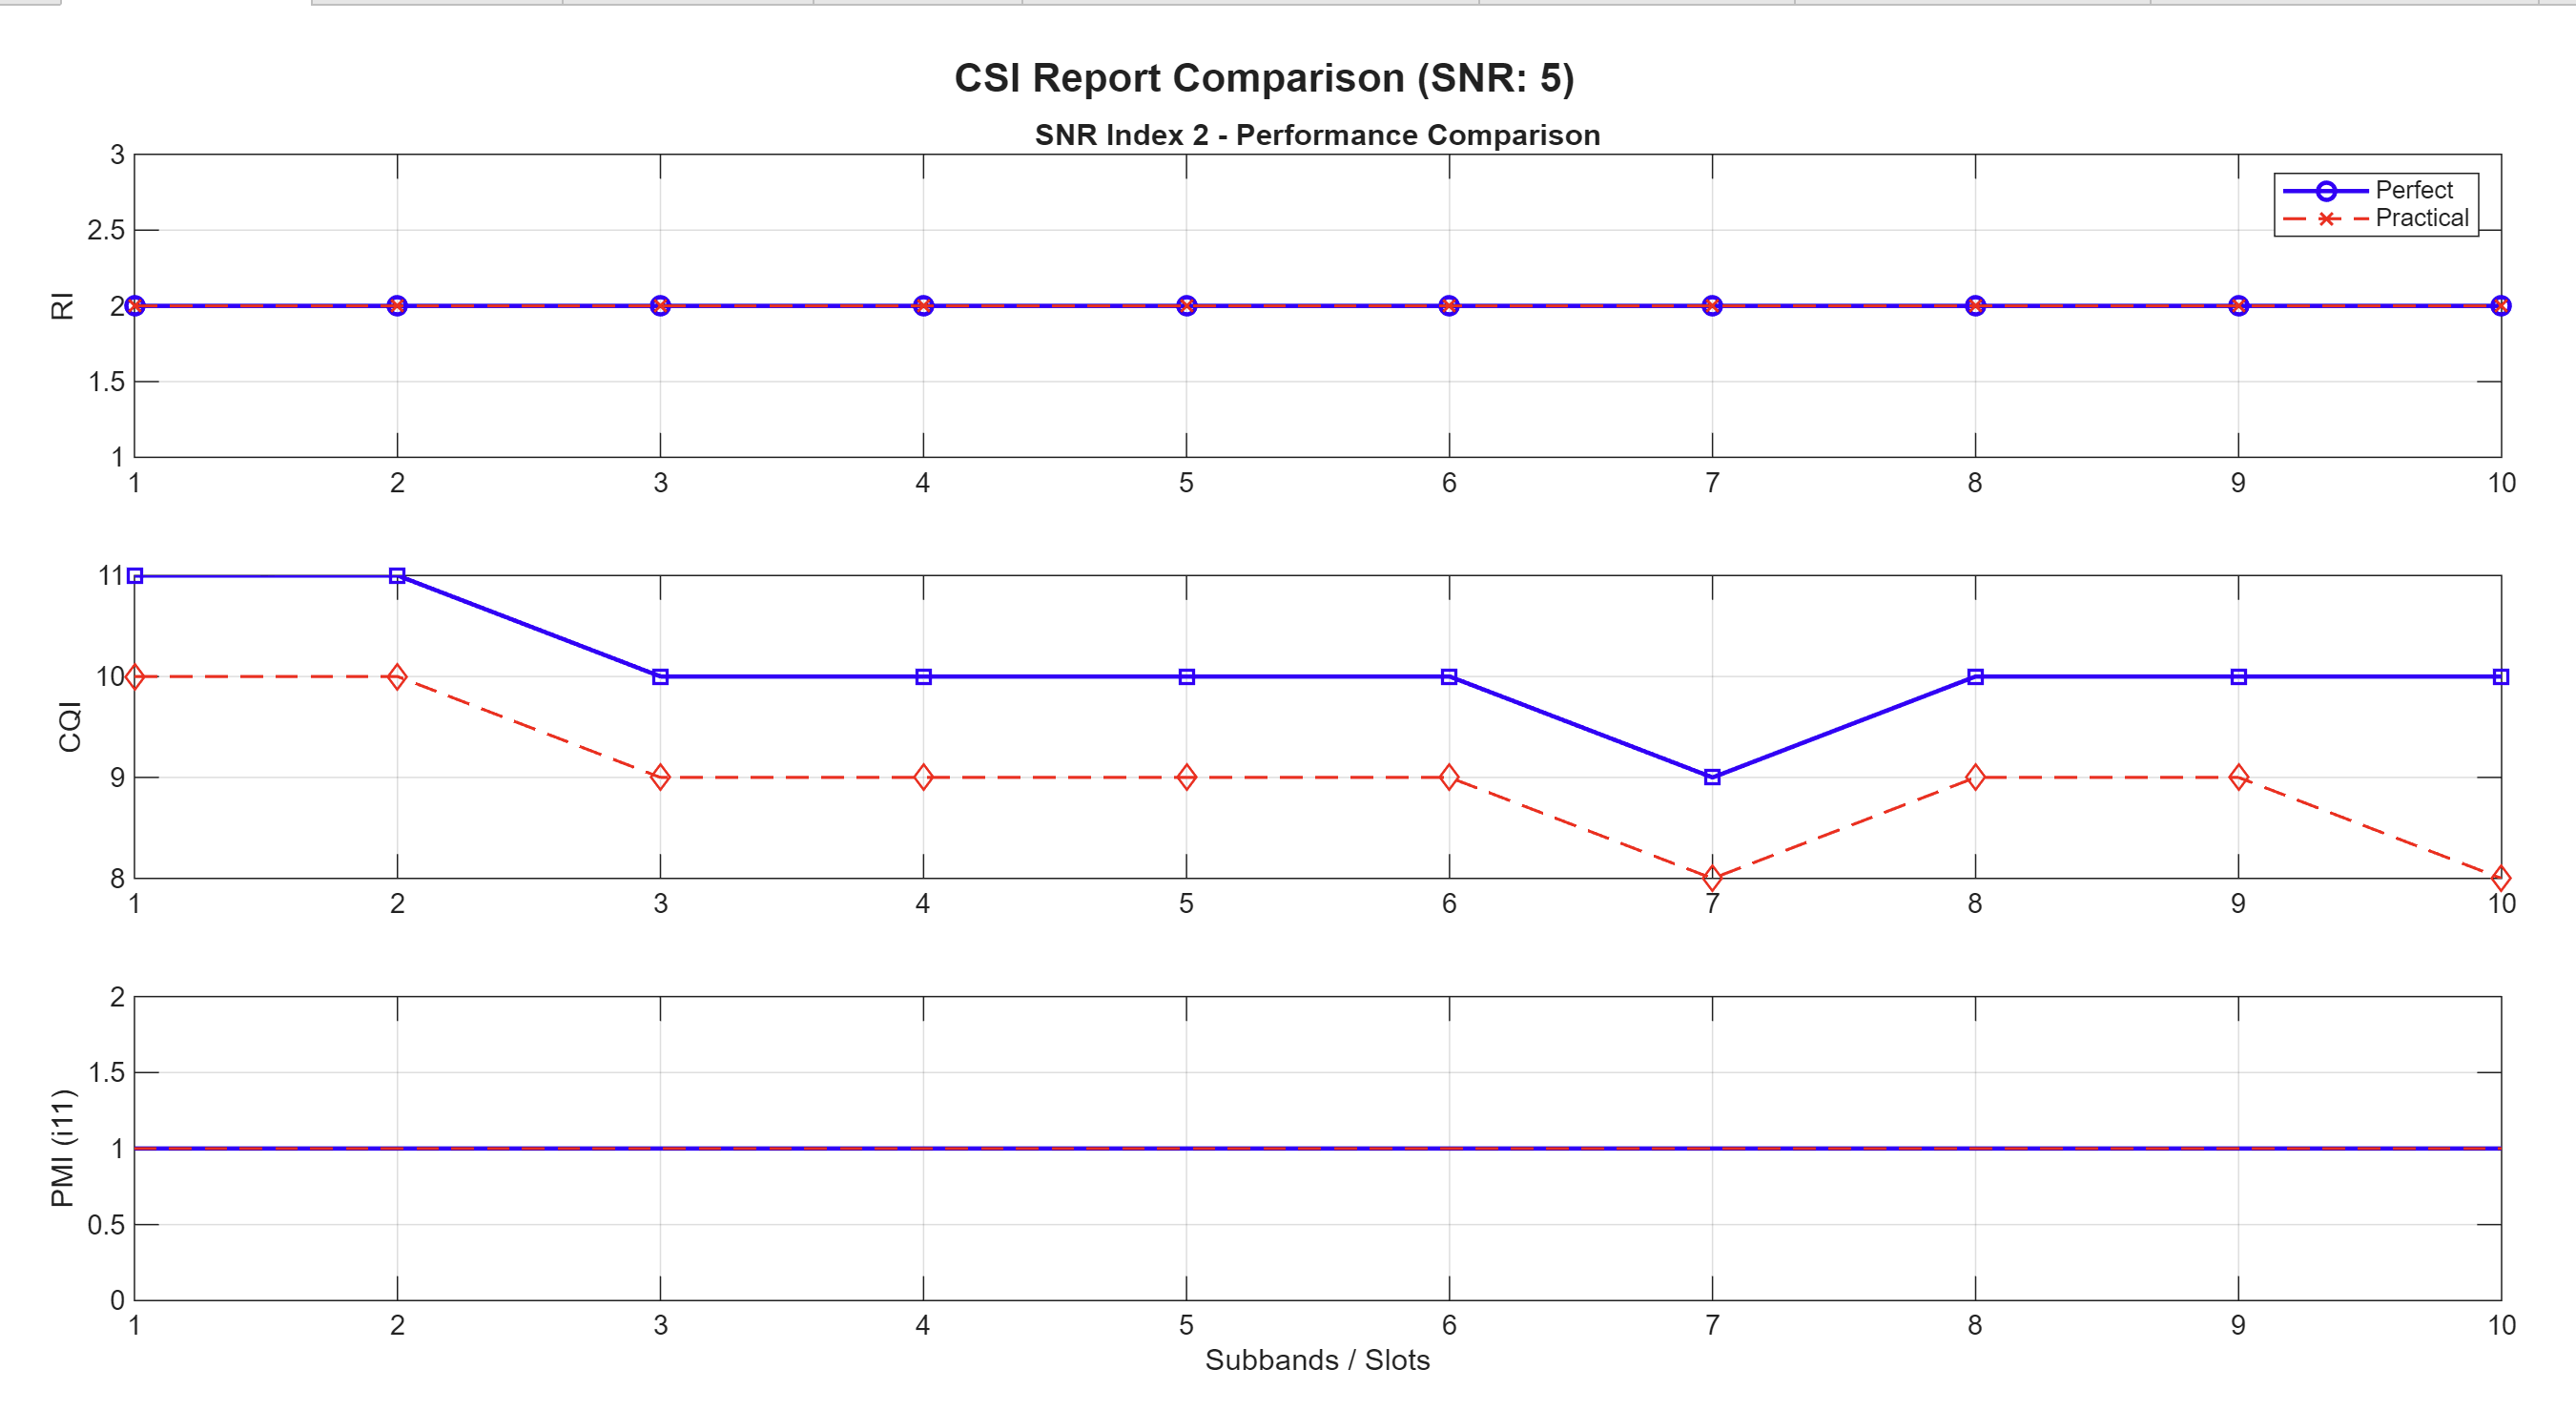 CSI Report Comparison (SNR: 5)
SNR Index 2 - Performance Comparison
3
2.5
2
1.5
1
RI
Perfect
Practical
1 2 3 4 5 6 7 8 9 10
11
10
9
8
CQI
1 2 3 4 5 6 7 8 9 10
2
1.5
1
0.5
0
PMI (i11)
1 2 3 4 5 6 7 8 9 10
Subbands / Slots